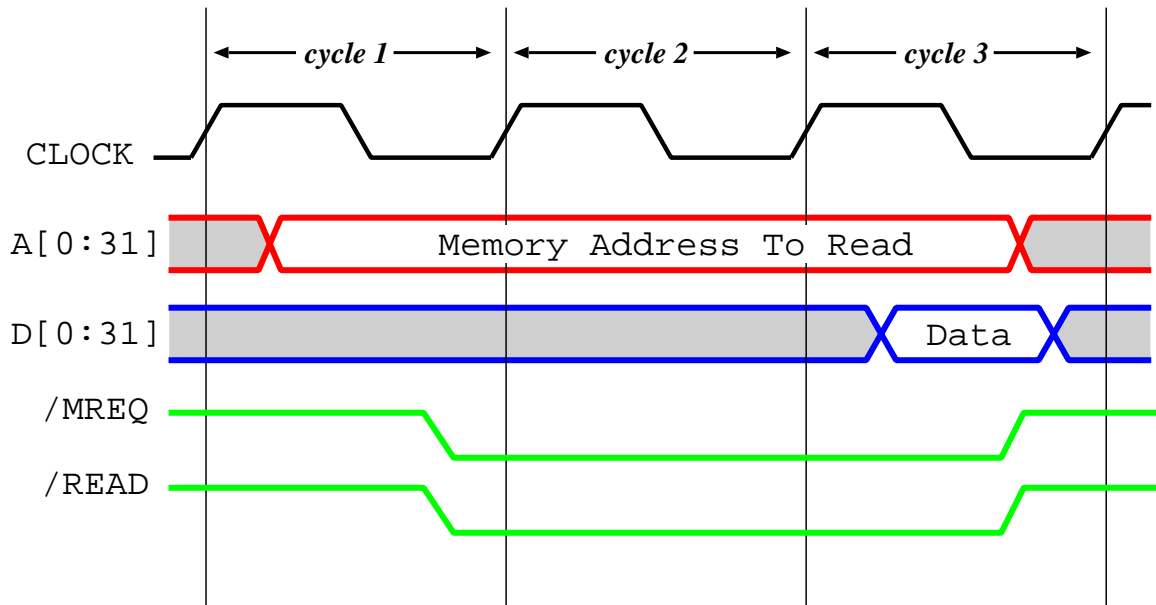 cycle 1 cycle 2 cycle 3
CLOCK
A[0:31] Memory Address To Read
D[0:31] Data
/MREQ
/READ